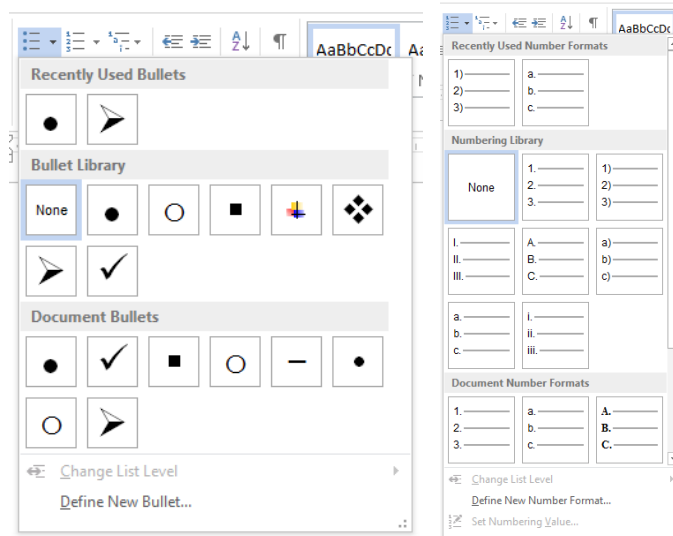 AaBbCcDc Aa
Recently Used Bullets
Bullet Library
None
Document Bullets
Change List Level
Define New Bullet...
AaBbCcDc
Recently Used Number Formats
1) a.
2) b.
3) c.
Numbering Library
None
1. 1)
2. 2)
3. 3)
I. A. a)
II. B. b)
III. C. c)
a. i.
b. ii.
c. iii.
Document Number Formats
1. a. A.
2. b. B.
3. c. C.
Change List Level
Define New Number Format...
Set Numbering Value...